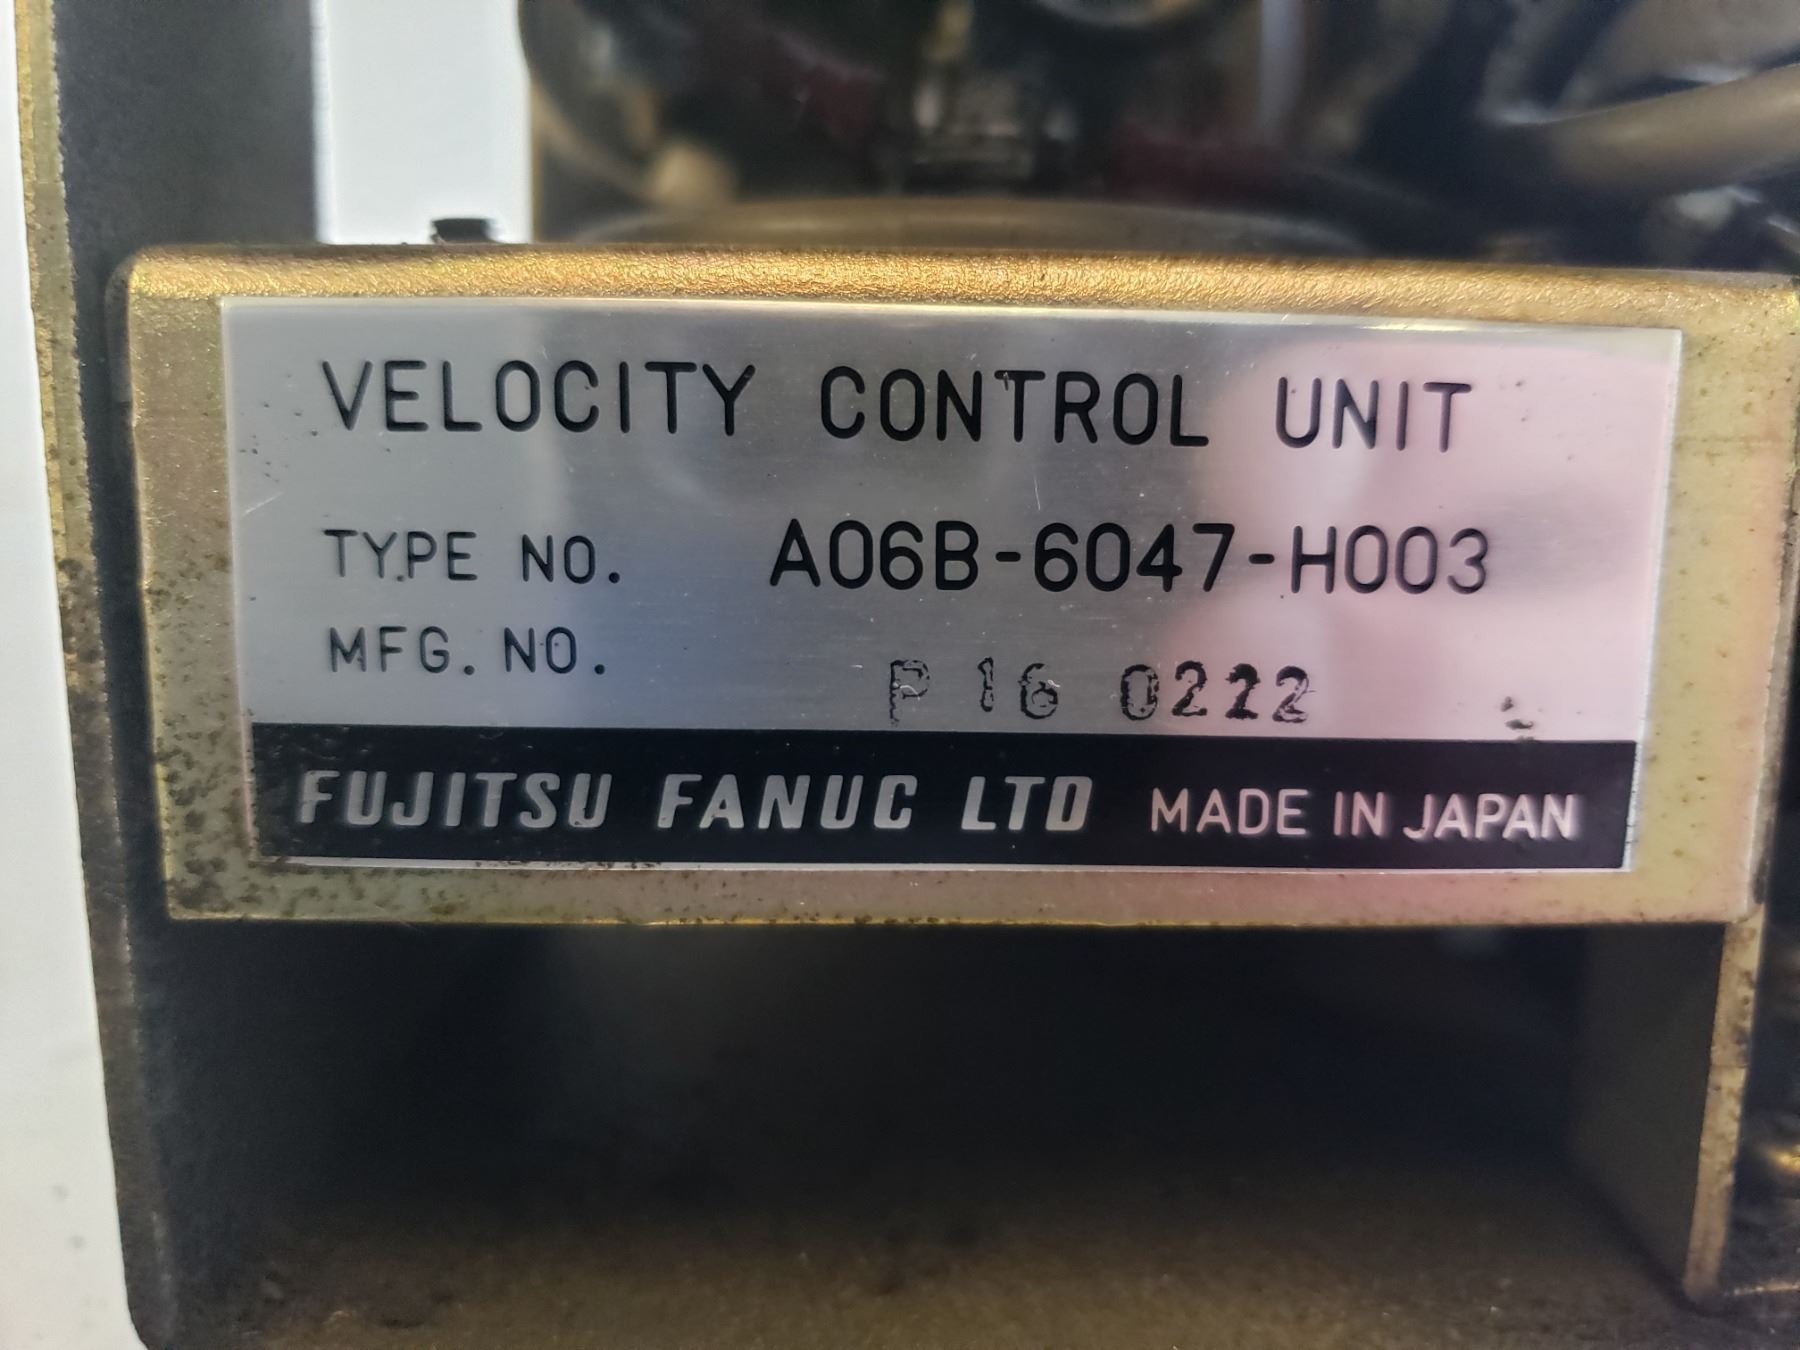 VELOCITY CONTROL UNIT
TYPE NO. A06B-6047-H003
MFG. NO. P 16 0222
FUJITSU FANUC LTD MADE IN JAPAN